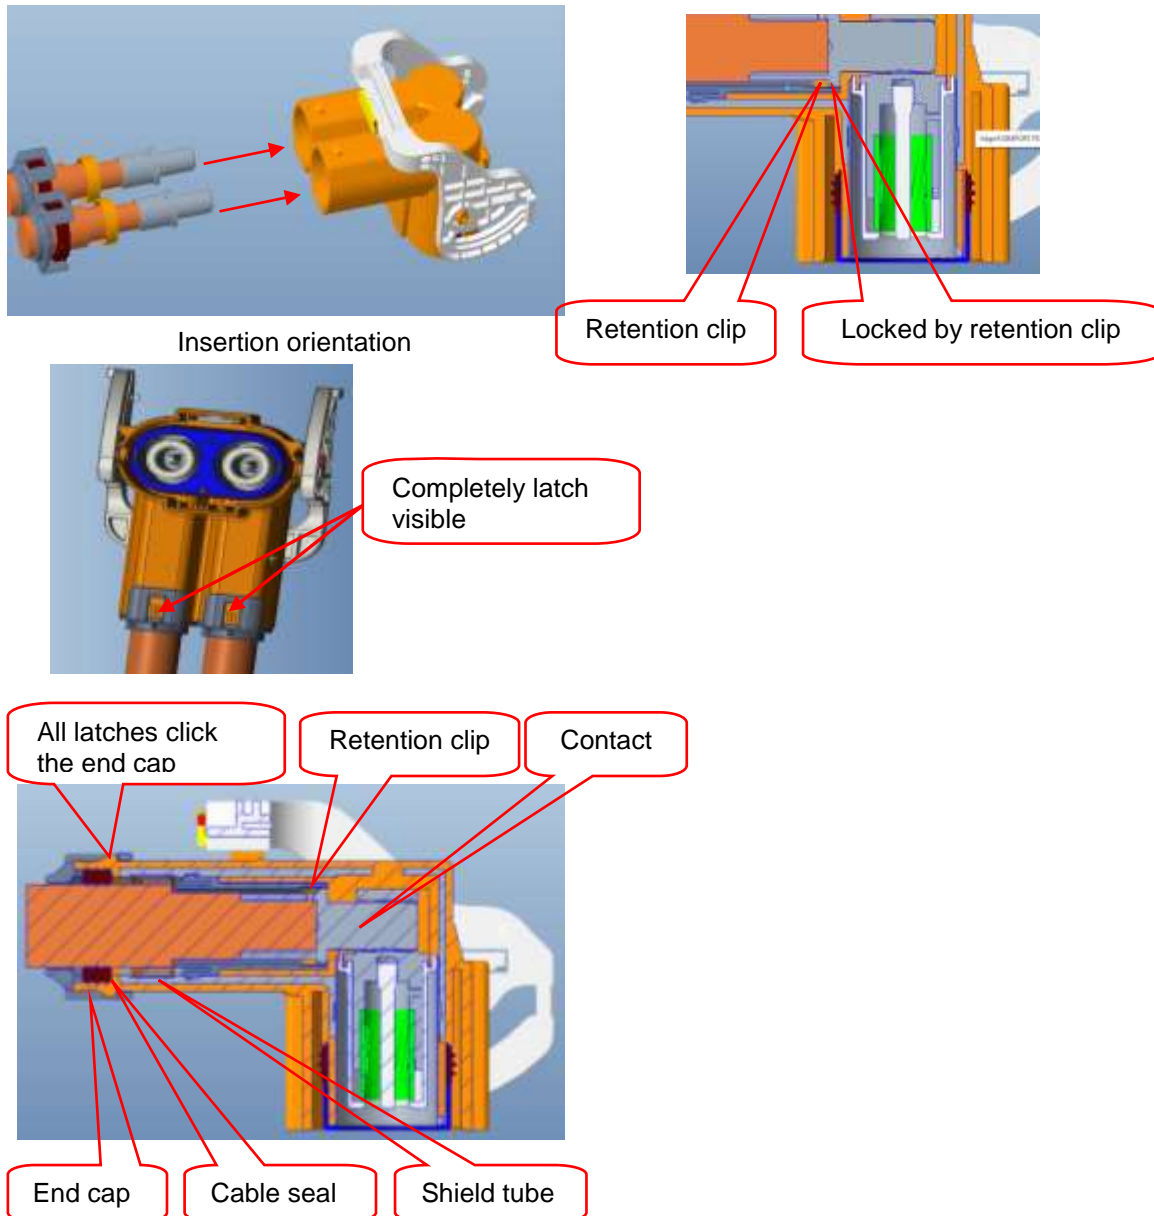 Retention clip
Locked by retention clip
Insertion orientation
Completely latch
visible
All latches click
the end cap
Retention clip
Contact
End cap
Cable seal
Shield tube